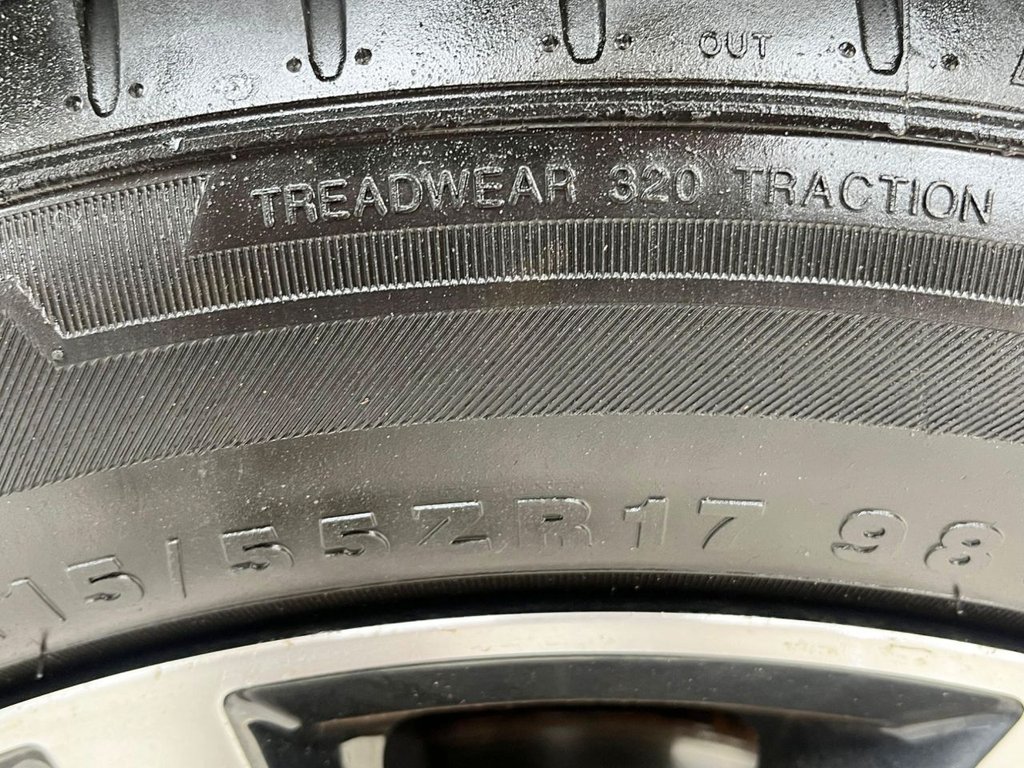 OUT
TREADWEAR 320 TRACTION
15/55ZR17 98